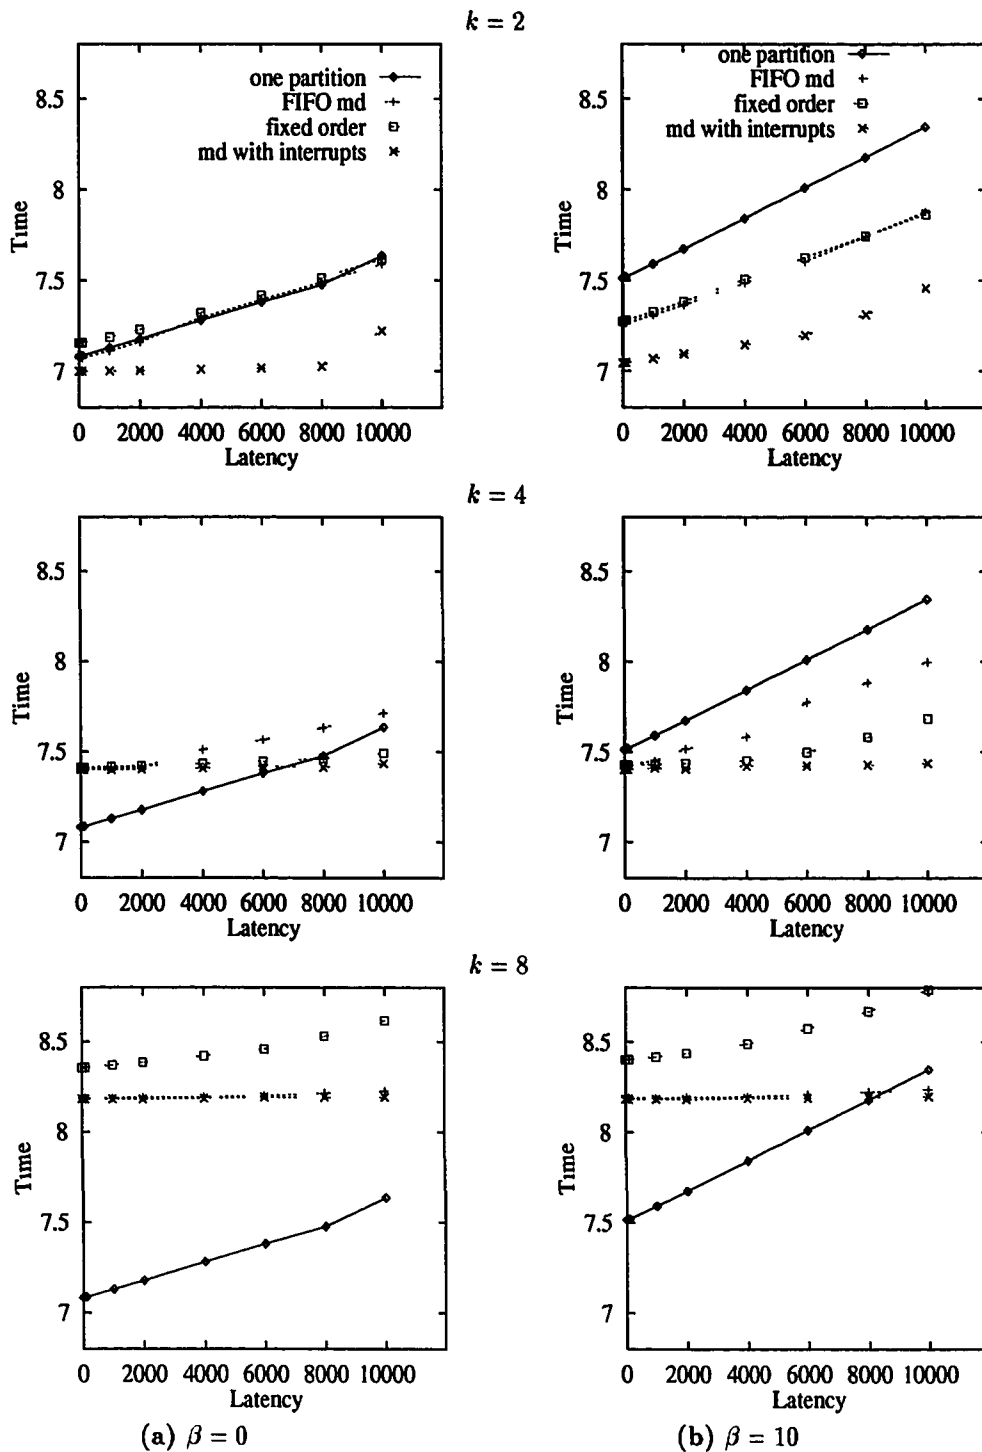 k = 2
8.5
8
7.5
7
Time
one partition
FIFO md
fixed order
md with interrupts
0 2000 4000 6000 8000 10000
Latency
8.5
8
7.5
7
Time
one partition
FIFO md
fixed order
md with interrupts
0 2000 4000 6000 8000 10000
Latency
k = 4
8.5
8
7.5
7
Time
0 2000 4000 6000 8000 10000
Latency
8.5
8
7.5
7
Time
0 2000 4000 6000 8000 10000
Latency
k = 8
8.5
8
7.5
7
Time
0 2000 4000 6000 8000 10000
Latency
8.5
8
7.5
7
Time
0 2000 4000 6000 8000 10000
Latency
(a) β = 0
(b) β = 10